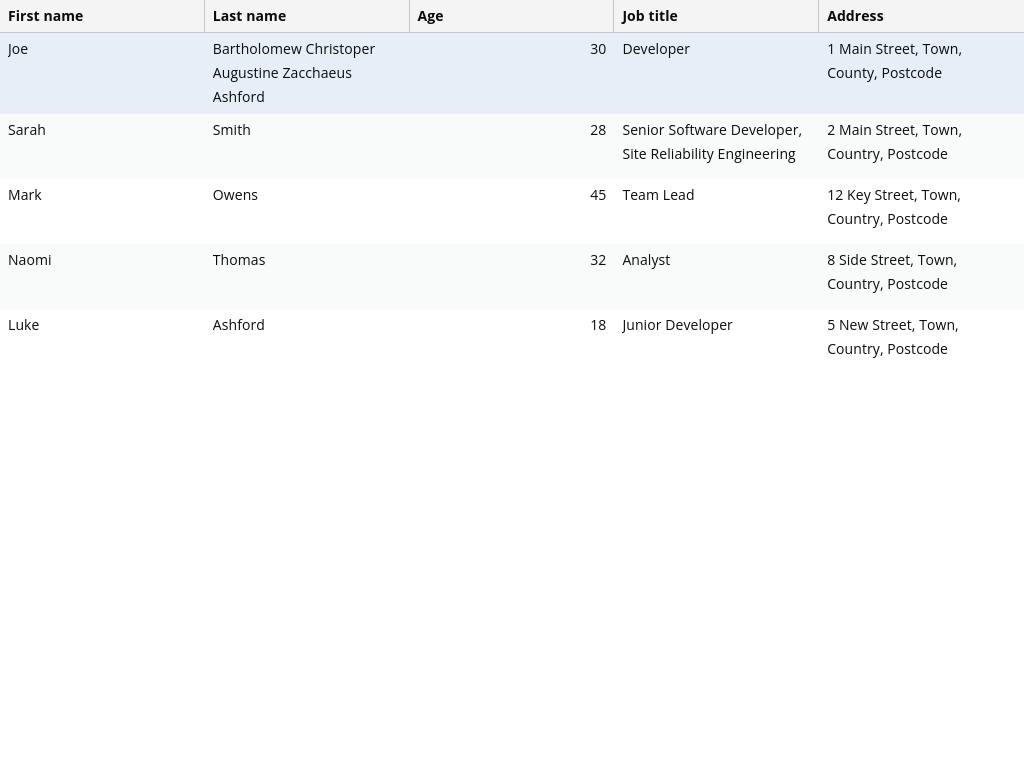 First name Last name Age Job title Address
Joe Bartholomew Christoper 30 Developer 1 Main Street, Town,
Augustine Zacchaeus County, Postcode
Ashford
Sarah Smith 28 Senior Software Developer, 2 Main Street, Town,
Site Reliability Engineering Country, Postcode
Mark Owens 45 Team Lead 12 Key Street, Town,
Country, Postcode
Naomi Thomas 32 Analyst 8 Side Street, Town,
Country, Postcode
Luke Ashford 18 Junior Developer 5 New Street, Town,
Country, Postcode